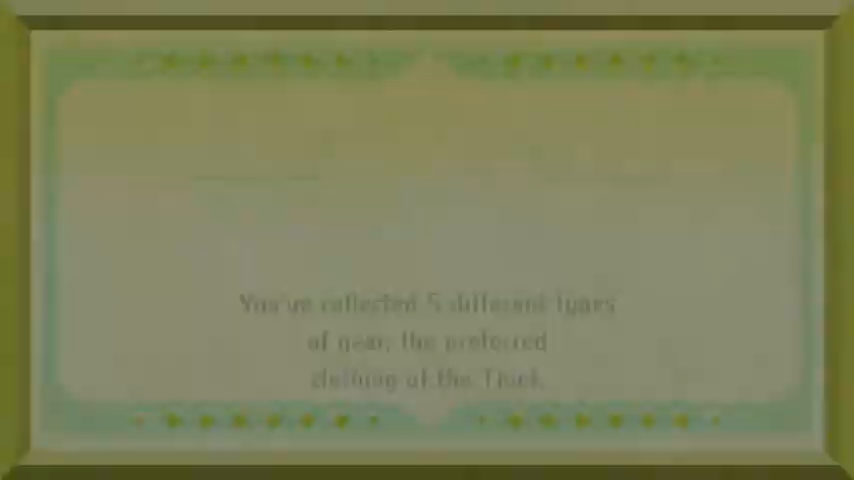 You've collected 5 different types
of gear, the preferred
clothing of the Thief.